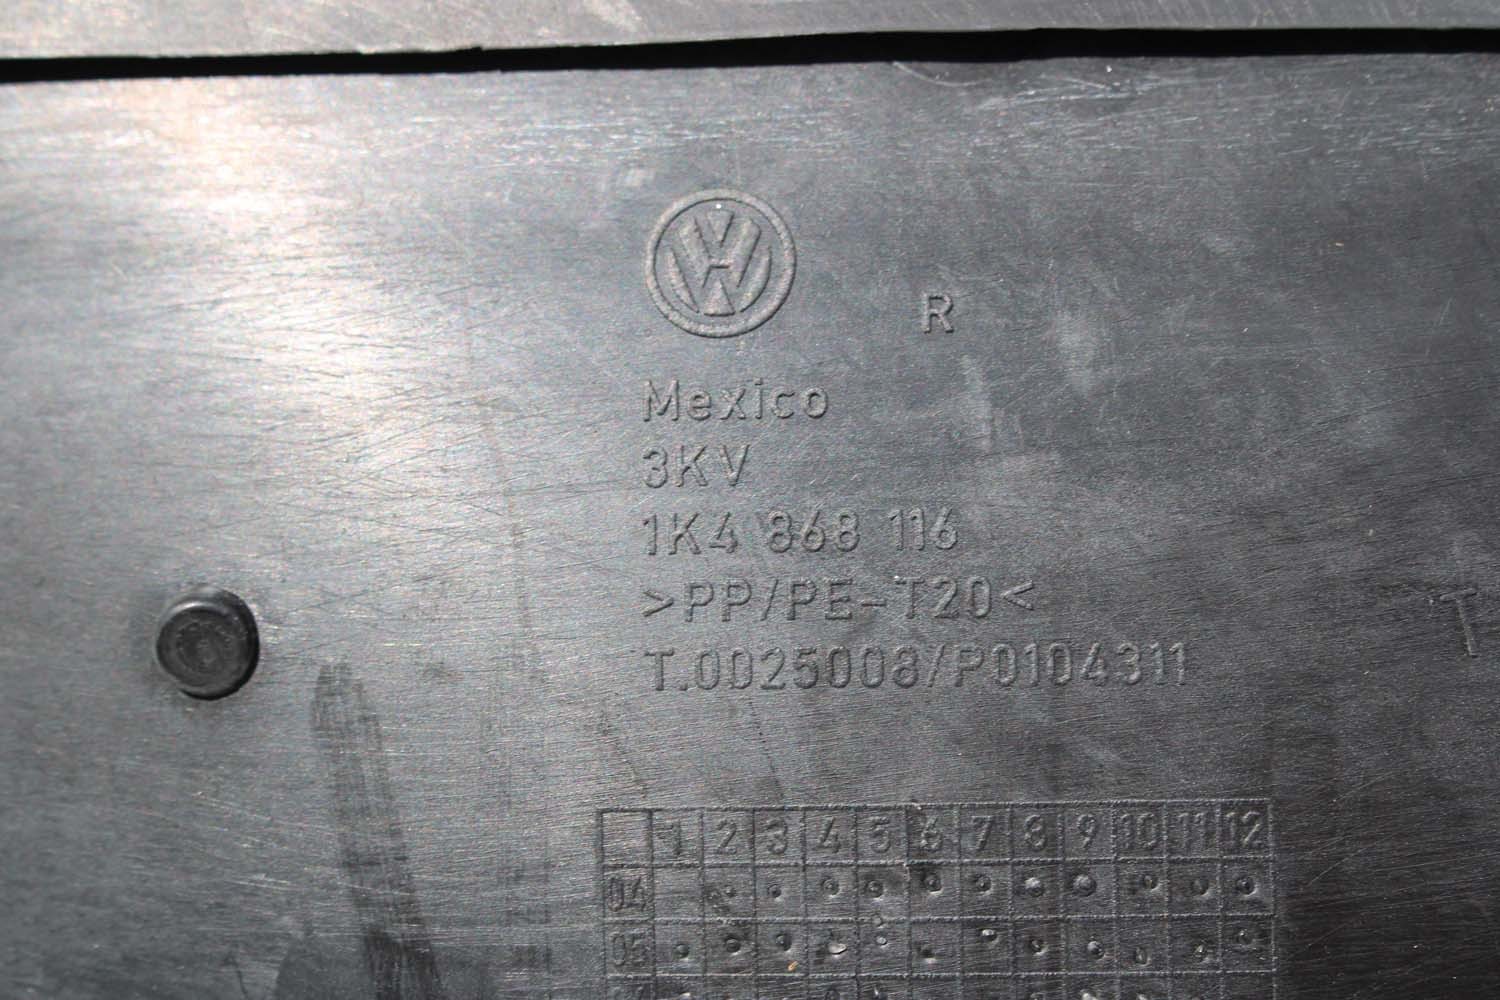 VW
R
Mexico
3KV
1K4 868 116
>PP/PE-T20<
T.0025008/P0104311
T
1 2 3 4 5 6 7 8 9 10 11 12
04
05